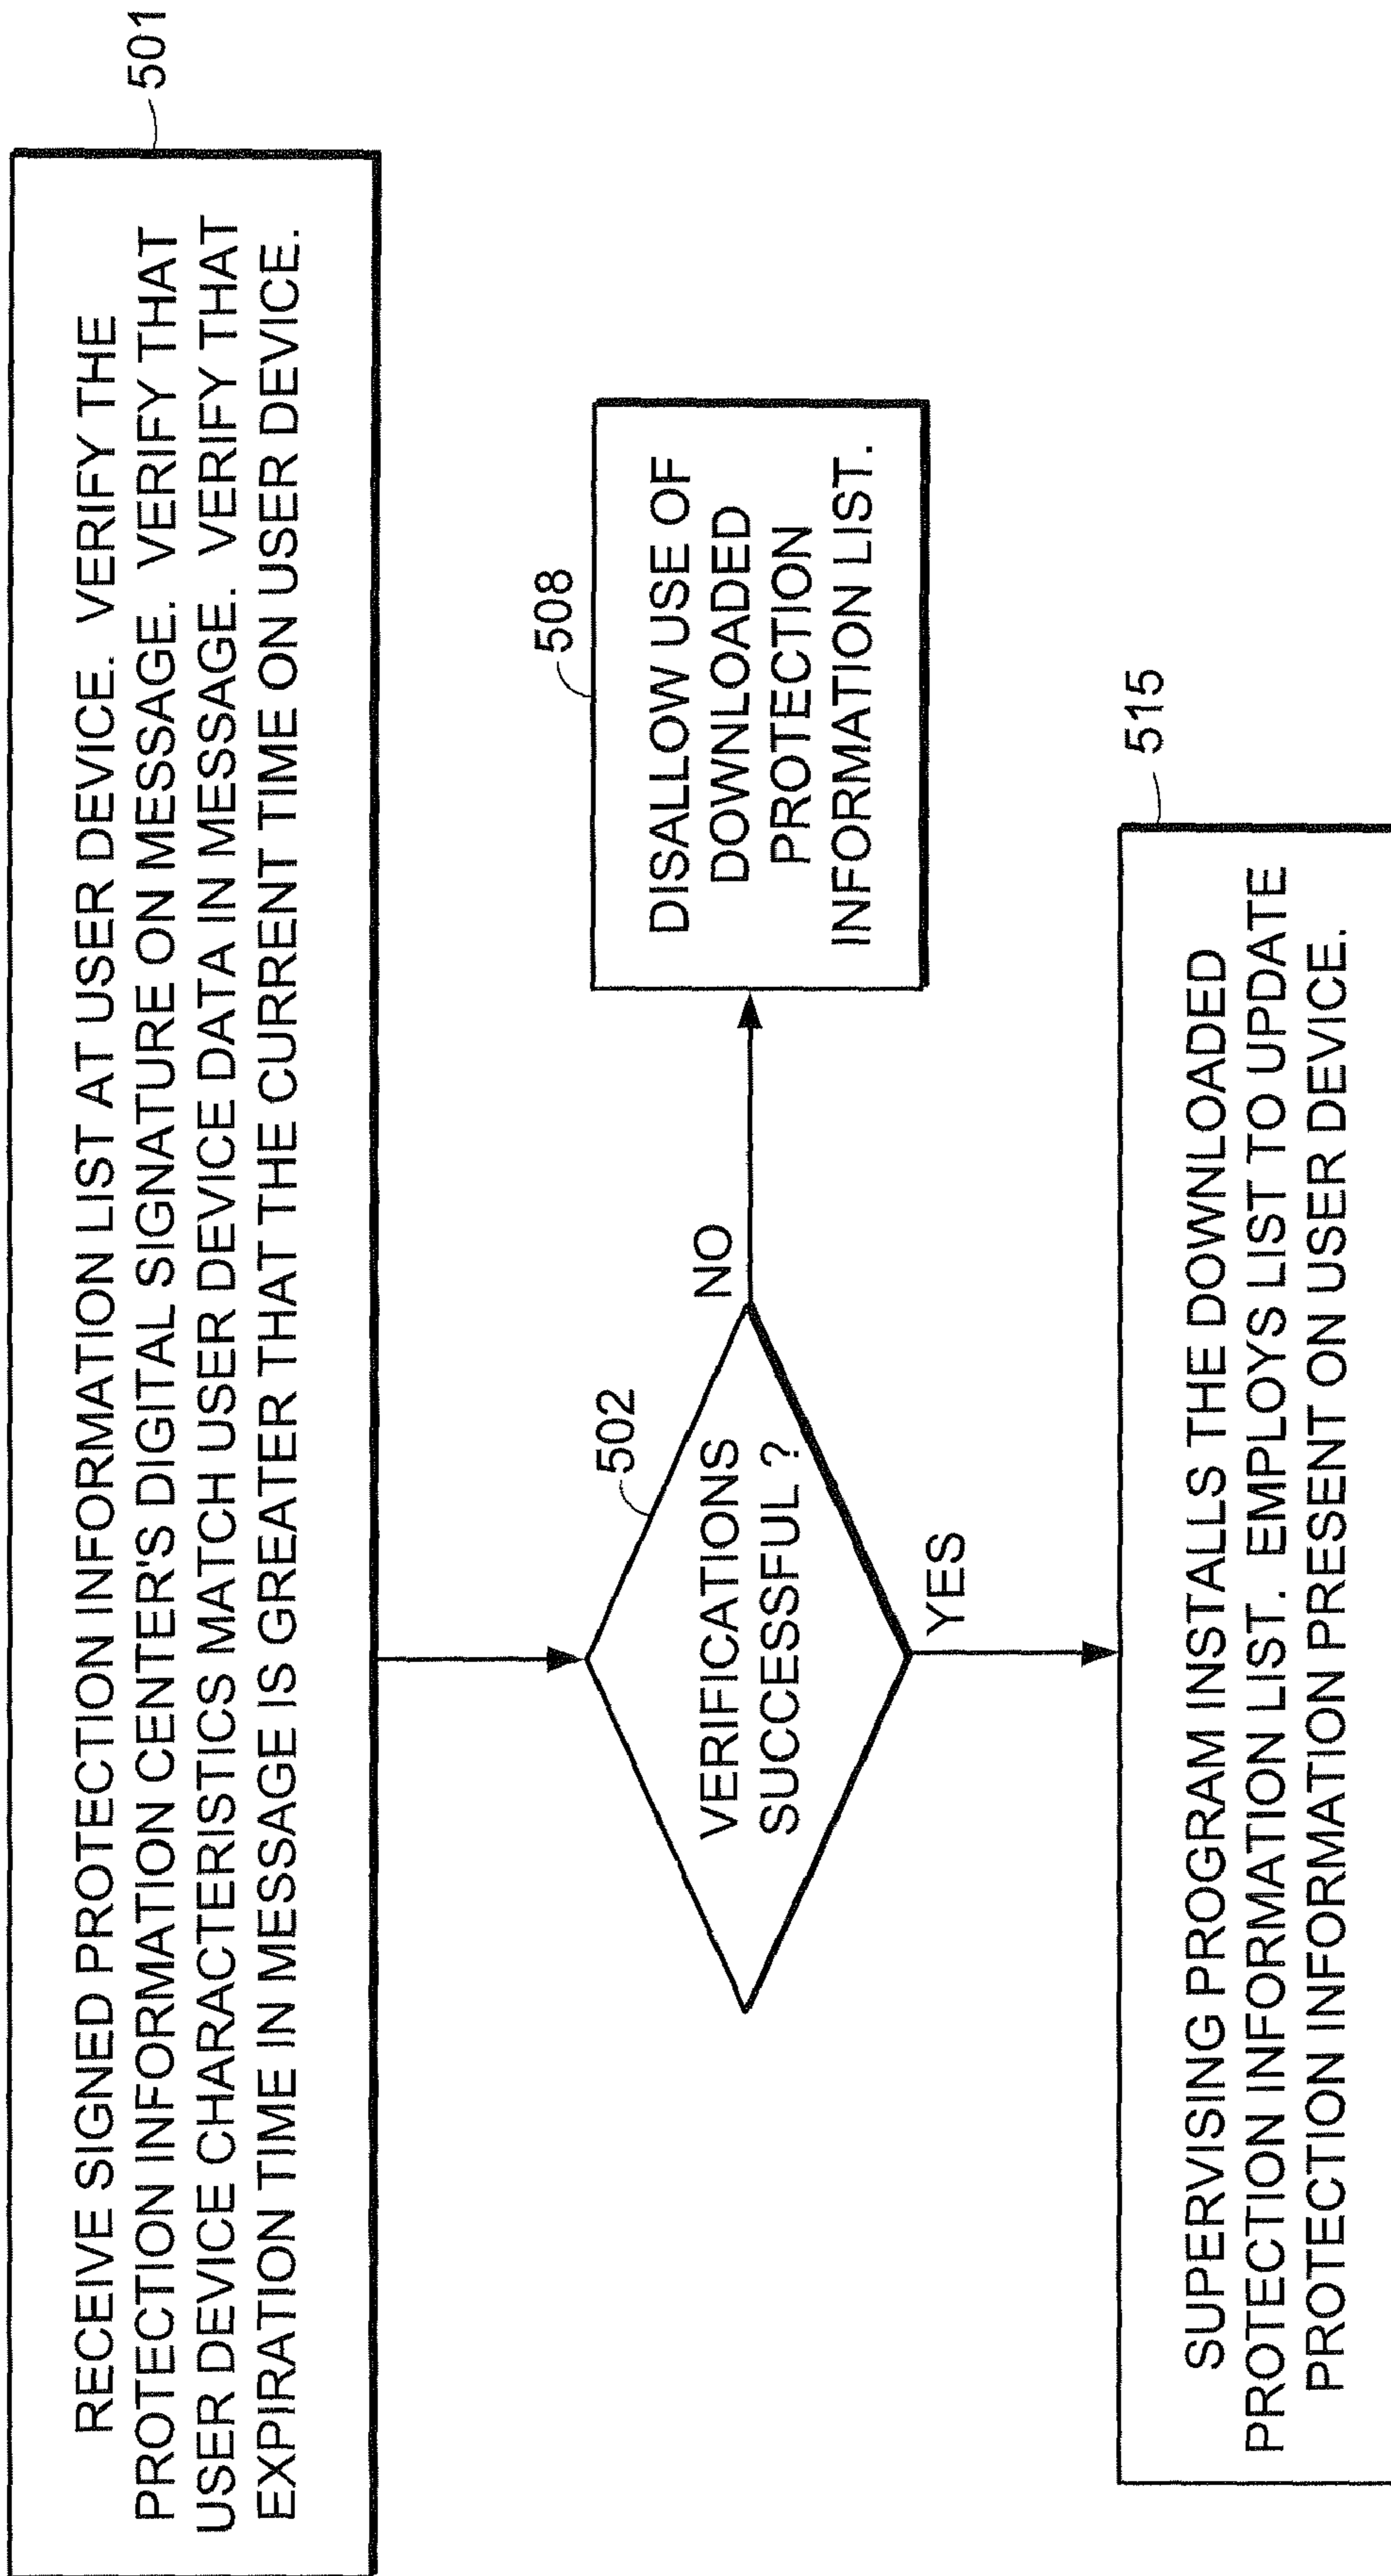 501
RECEIVE SIGNED PROTECTION INFORMATION LIST AT USER DEVICE. VERIFY THE
PROTECTION INFORMATION CENTER'S DIGITAL SIGNATURE ON MESSAGE. VERIFY THAT
USER DEVICE CHARACTERISTICS MATCH USER DEVICE DATA IN MESSAGE. VERIFY THAT
EXPIRATION TIME IN MESSAGE IS GREATER THAT THE CURRENT TIME ON USER DEVICE.
502
VERIFICATIONS
SUCCESSFUL ?
NO
508
DISALLOW USE OF
DOWNLOADED
PROTECTION
INFORMATION LIST.
YES
515
SUPERVISING PROGRAM INSTALLS THE DOWNLOADED
PROTECTION INFORMATION LIST. EMPLOYS LIST TO UPDATE
PROTECTION INFORMATION PRESENT ON USER DEVICE.